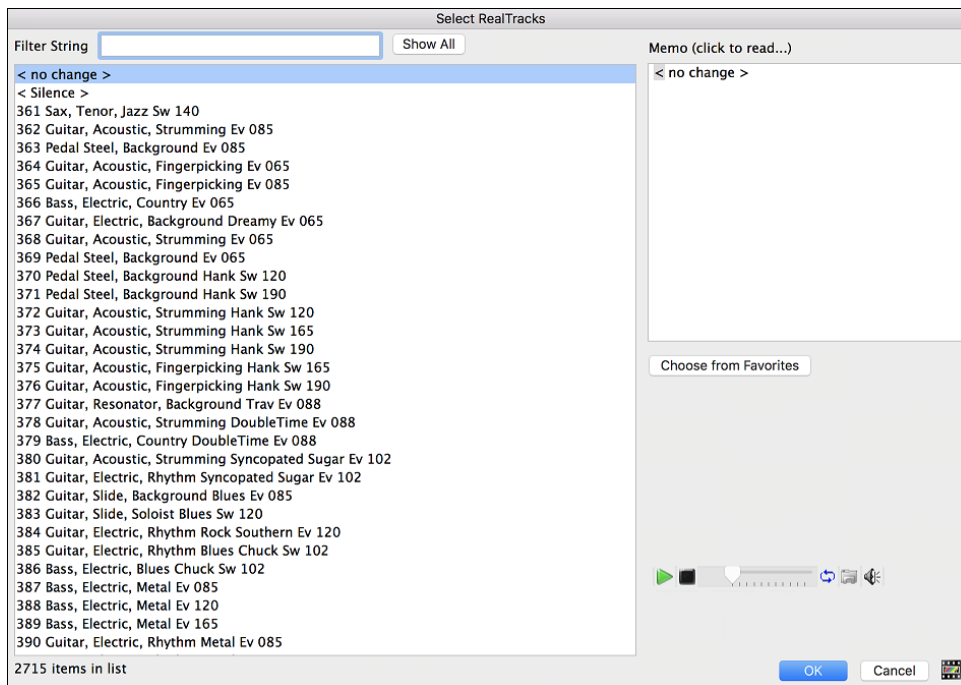 Select RealTracks
Filter String
Show All
Memo (click to read...)
< no change >
< no change >
< Silence >
361 Sax, Tenor, Jazz Sw 140
362 Guitar, Acoustic, Strumming Ev 085
363 Pedal Steel, Background Ev 085
364 Guitar, Acoustic, Fingerpicking Ev 065
365 Guitar, Acoustic, Fingerpicking Ev 085
366 Bass, Electric, Country Ev 065
367 Guitar, Electric, Background Dreamy Ev 065
368 Guitar, Acoustic, Strumming Ev 065
369 Pedal Steel, Background Ev 065
370 Pedal Steel, Background Hank Sw 120
371 Pedal Steel, Background Hank Sw 190
372 Guitar, Acoustic, Strumming Hank Sw 120
373 Guitar, Acoustic, Strumming Hank Sw 165
374 Guitar, Acoustic, Strumming Hank Sw 190
375 Guitar, Acoustic, Fingerpicking Hank Sw 165
376 Guitar, Acoustic, Fingerpicking Hank Sw 190
377 Guitar, Resonator, Background Trav Ev 088
378 Guitar, Acoustic, Strumming DoubleTime Ev 088
379 Bass, Electric, Country DoubleTime Ev 088
380 Guitar, Acoustic, Strumming Syncopated Sugar Ev 102
381 Guitar, Electric, Rhythm Syncopated Sugar Ev 102
382 Guitar, Slide, Background Blues Ev 085
383 Guitar, Slide, Soloist Blues Sw 120
384 Guitar, Electric, Rhythm Rock Southern Ev 120
385 Guitar, Electric, Rhythm Blues Chuck Sw 102
386 Bass, Electric, Blues Chuck Sw 102
387 Bass, Electric, Metal Ev 085
388 Bass, Electric, Metal Ev 120
389 Bass, Electric, Metal Ev 165
390 Guitar, Electric, Rhythm Metal Ev 085
Choose from Favorites
2715 items in list
OK
Cancel